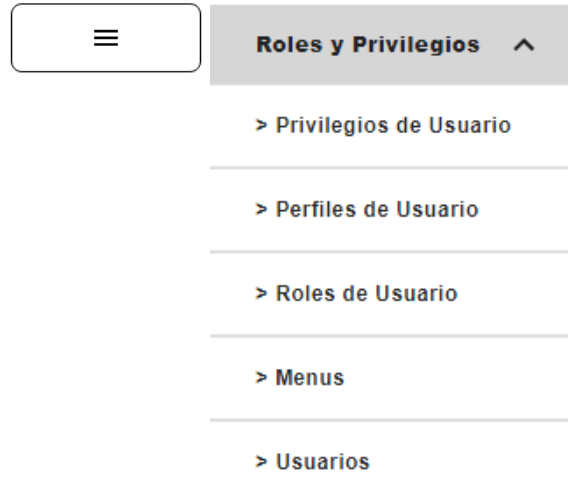 Roles y Privilegios
> Privilegios de Usuario
> Perfiles de Usuario
> Roles de Usuario
> Menus
> Usuarios